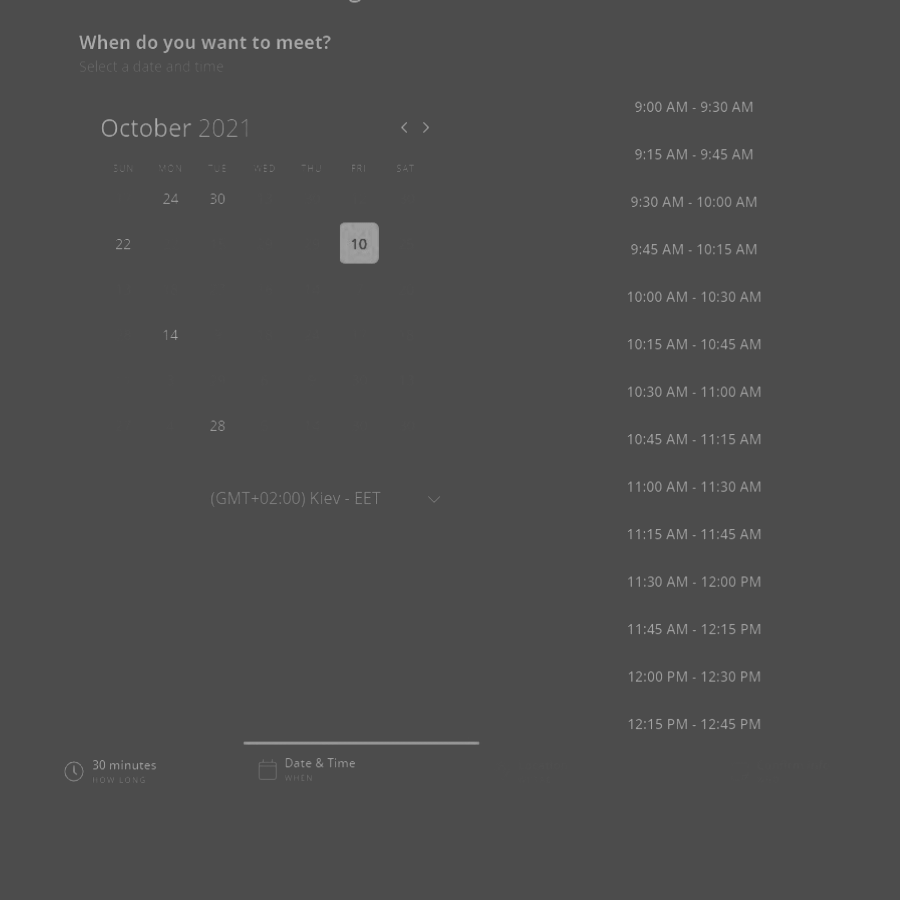 When do you want to meet?
Select a date and time
October 2021
SUN MON TUE WED THU FRI SAT
24 30
22 10
14
28
(GMT+02:00) Kiev - EET
9:00 AM - 9:30 AM
9:15 AM - 9:45 AM
9:30 AM - 10:00 AM
9:45 AM - 10:15 AM
10:00 AM - 10:30 AM
10:15 AM - 10:45 AM
10:30 AM - 11:00 AM
10:45 AM - 11:15 AM
11:00 AM - 11:30 AM
11:15 AM - 11:45 AM
11:30 AM - 12:00 PM
11:45 AM - 12:15 PM
12:00 PM - 12:30 PM
12:15 PM - 12:45 PM
30 minutes
HOW LONG
Date & Time
WHEN